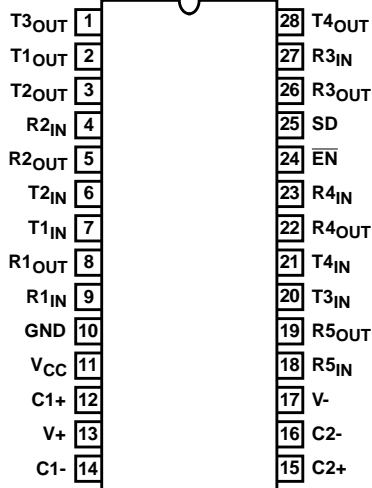 T3OUT 1 28 T4OUT
T1OUT 2 27 R3IN
T2OUT 3 26 R3OUT
R2IN 4 25 SD
R2OUT 5 24 E̅N̅
T2IN 6 23 R4IN
T1IN 7 22 R4OUT
R1OUT 8 21 T4IN
R1IN 9 20 T3IN
GND 10 19 R5OUT
VCC 11 18 R5IN
C1+ 12 17 V-
V+ 13 16 C2-
C1- 14 15 C2+